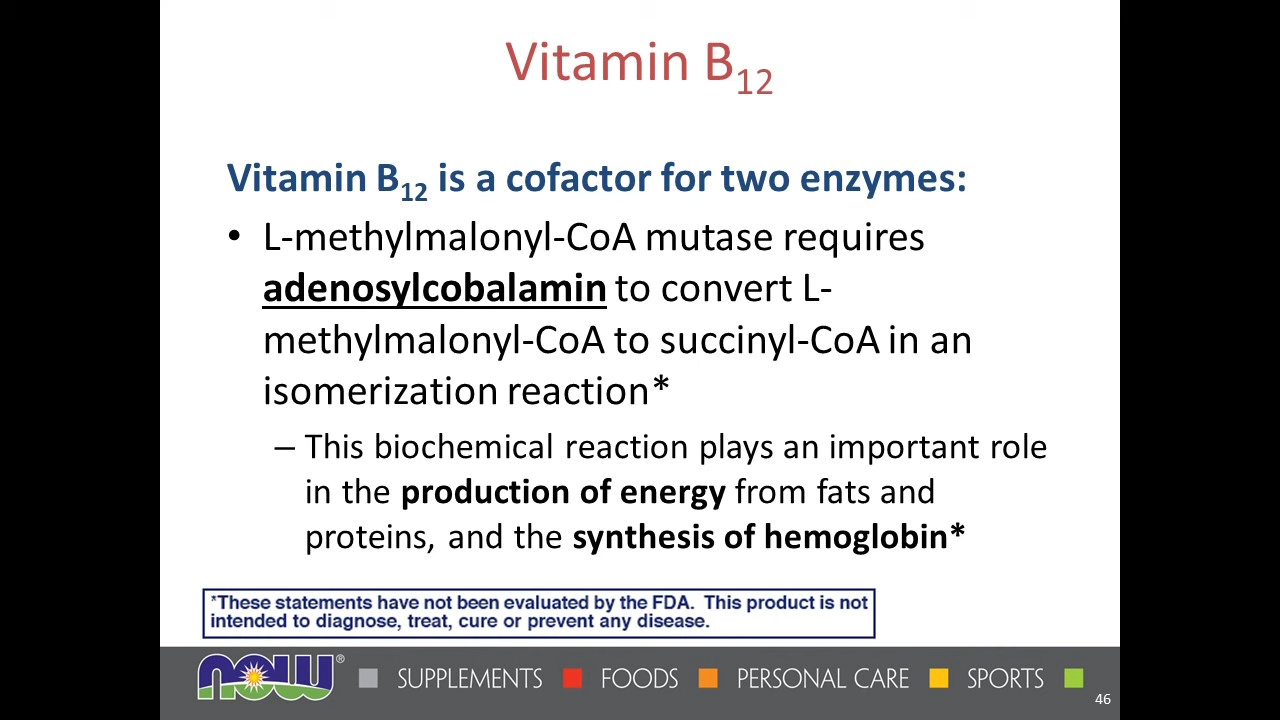 Vitamin B12
Vitamin B12 is a cofactor for two enzymes:
• L-methylmalonyl-CoA mutase requires
adenosylcobalamin to convert L-
methylmalonyl-CoA to succinyl-CoA in an
isomerization reaction*
– This biochemical reaction plays an important role
in the production of energy from fats and
proteins, and the synthesis of hemoglobin*
*These statements have not been evaluated by the FDA. This product is not
intended to diagnose, treat, cure or prevent any disease.
now® SUPPLEMENTS FOODS PERSONAL CARE SPORTS
46